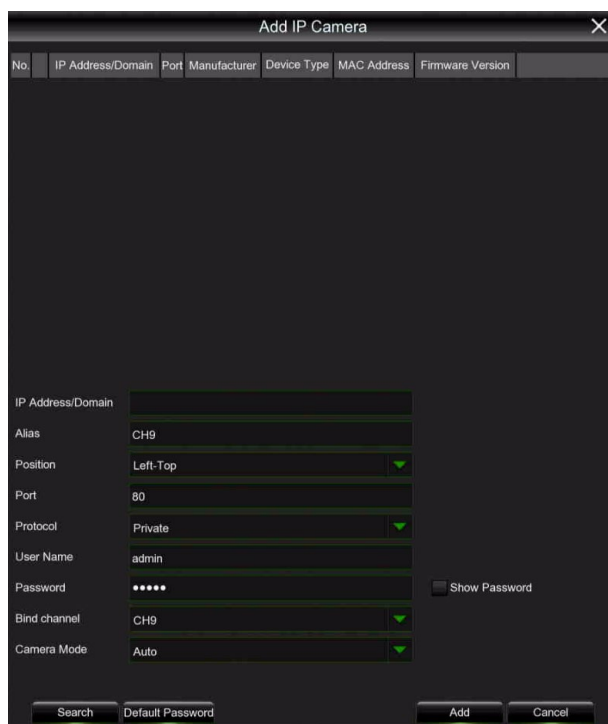 Add IP Camera
No. IP Address/Domain Port Manufacturer Device Type MAC Address Firmware Version
IP Address/Domain
Alias CH9
Position Left-Top
Port 80
Protocol Private
User Name admin
Password ••••• Show Password
Bind channel CH9
Camera Mode Auto
Search Default Password Add Cancel